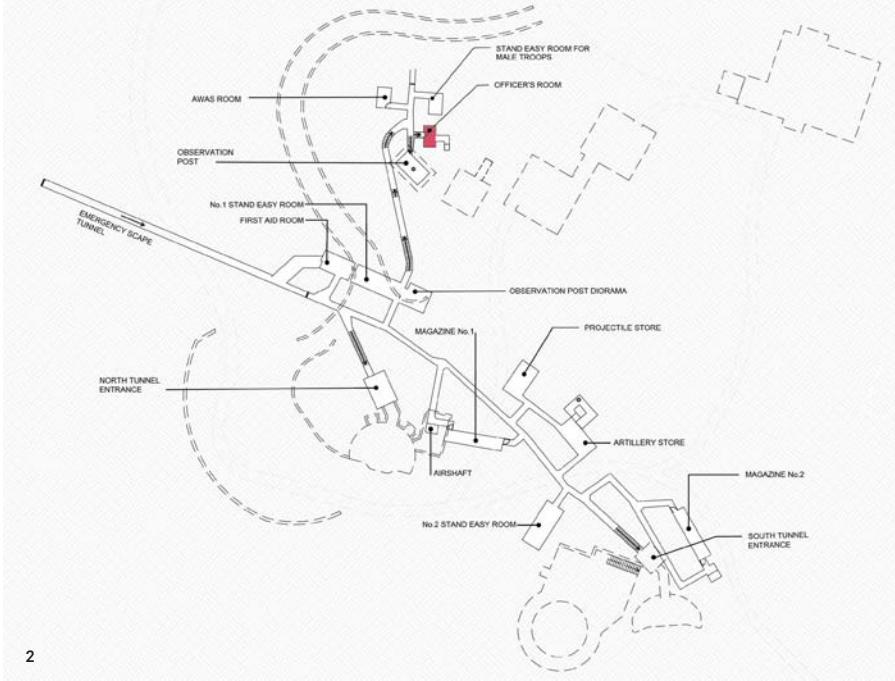 STAND EASY ROOM FOR
MALE TROOPS
OFFICER'S ROOM
AWAS ROOM
OBSERVATION
POST
No.1 STAND EASY ROOM
FIRST AID ROOM
EMERGENCY SCAPE
TUNNEL
OBSERVATION POST DIORAMA
MAGAZINE No.1
PROJECTILE STORE
NORTH TUNNEL
ENTRANCE
ARTILLERY STORE
AIRSHAFT
MAGAZINE No.2
No.2 STAND EASY ROOM
SOUTH TUNNEL
ENTRANCE
2